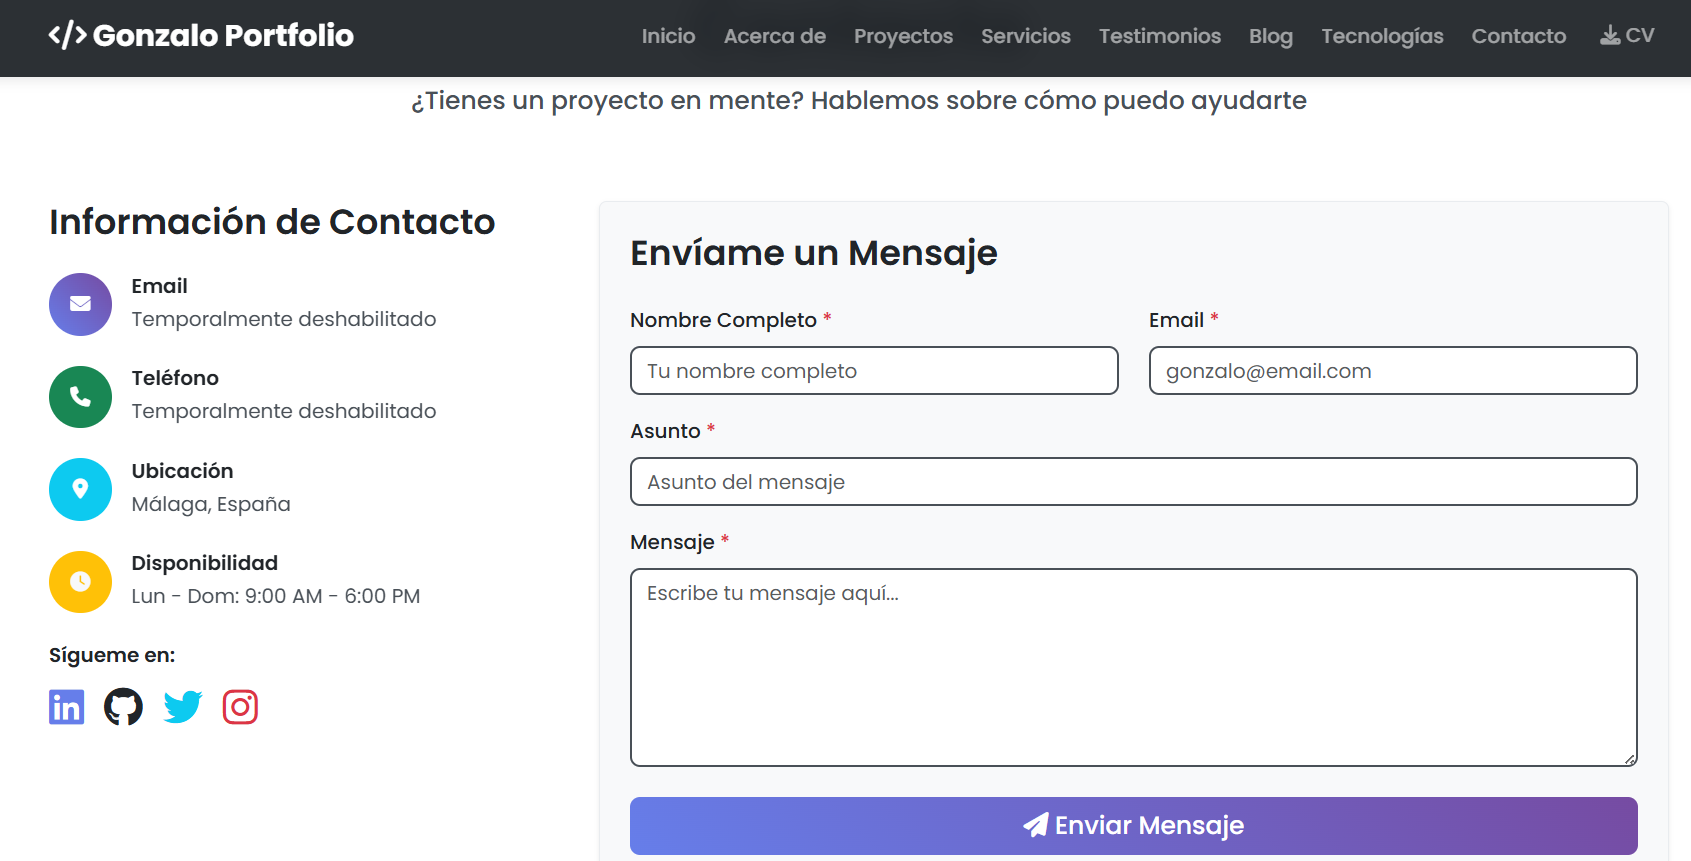 </> Gonzalo Portfolio
Inicio Acerca de Proyectos Servicios Testimonios Blog Tecnologías Contacto CV
¿Tienes un proyecto en mente? Hablemos sobre cómo puedo ayudarte
Información de Contacto
Email
Temporalmente deshabilitado
Teléfono
Temporalmente deshabilitado
Ubicación
Málaga, España
Disponibilidad
Lun - Dom: 9:00 AM - 6:00 PM
Sígueme en:
in
Envíame un Mensaje
Nombre Completo * Email *
Tu nombre completo gonzalo@email.com
Asunto *
Asunto del mensaje
Mensaje *
Escribe tu mensaje aquí...
Enviar Mensaje